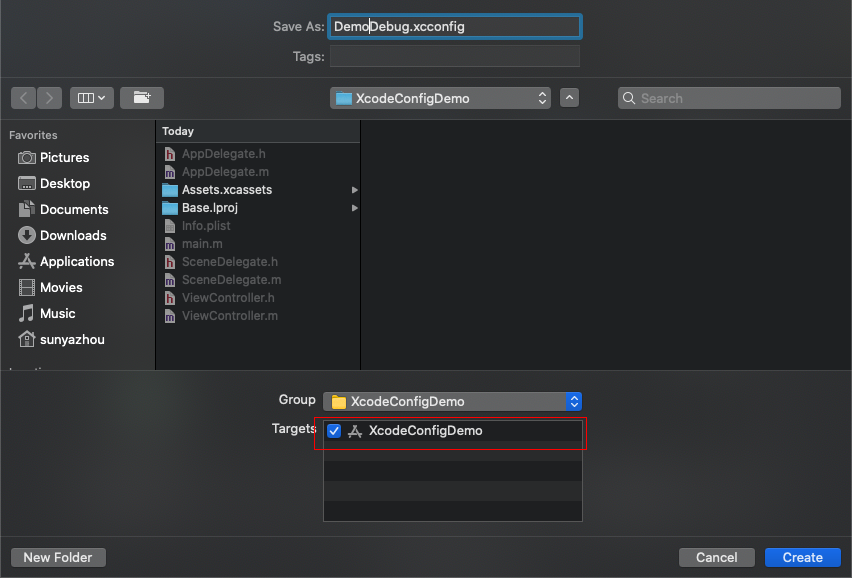 Save As: DemoDebug.xcconfig
Tags:
XcodeConfigDemo
Search
Favorites
Pictures
Desktop
Documents
Downloads
Applications
Movies
Music
sunyazhou
Today
AppDelegate.h
AppDelegate.m
Assets.xcassets
Base.lproj
Info.plist
main.m
SceneDelegate.h
SceneDelegate.m
ViewController.h
ViewController.m
Group XcodeConfigDemo
Targets XcodeConfigDemo
New Folder Cancel Create